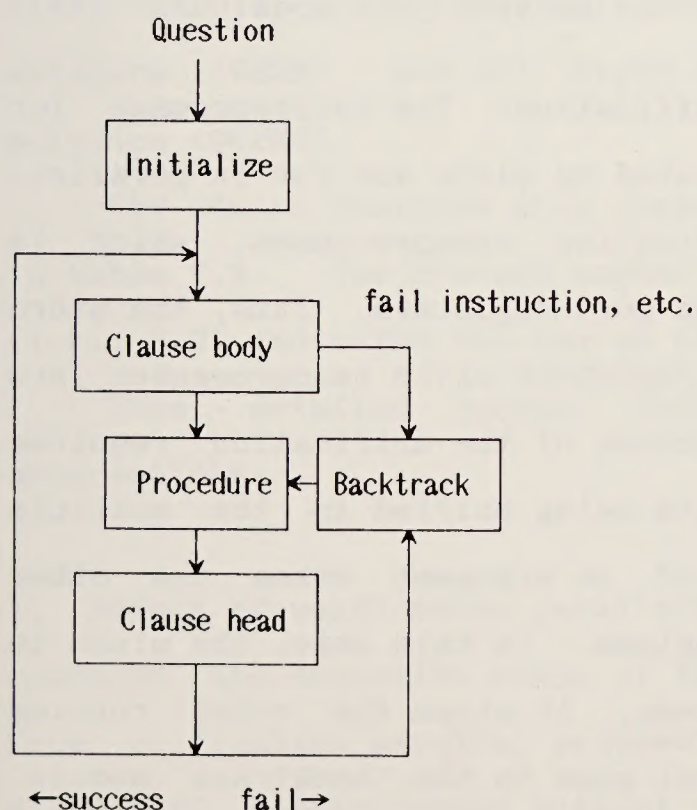 Question
Initialize
fail instruction, etc.
Clause body
Procedure
Backtrack
Clause head
←success fail→